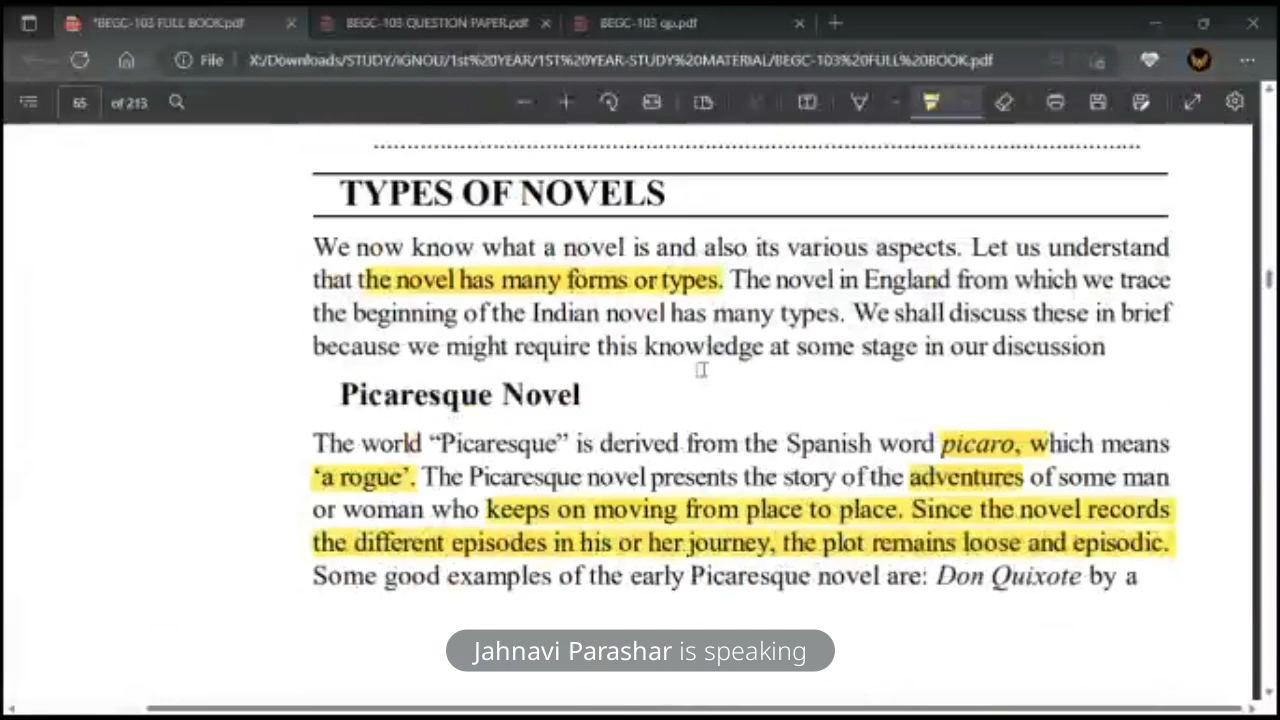 *BEGC-103 FULL BOOK.pdf
BEGC-103 QUESTION PAPER.pdf
BEGC-103 qp.pdf
File
X:/Downloads/STUDY/IGNOU/1st%20YEAR/1ST%20YEAR-STUDY%20MATERIAL/BEGC-103%20FULL%20BOOK.pdf
65 of 213
TYPES OF NOVELS
We now know what a novel is and also its various aspects. Let us understand
that the novel has many forms or types. The novel in England from which we trace
the beginning of the Indian novel has many types. We shall discuss these in brief
because we might require this knowledge at some stage in our discussion
Picaresque Novel
The world “Picaresque” is derived from the Spanish word picaro, which means
‘a rogue’. The Picaresque novel presents the story of the adventures of some man
or woman who keeps on moving from place to place. Since the novel records
the different episodes in his or her journey, the plot remains loose and episodic.
Some good examples of the early Picaresque novel are: Don Quixote by a
Jahnavi Parashar is speaking